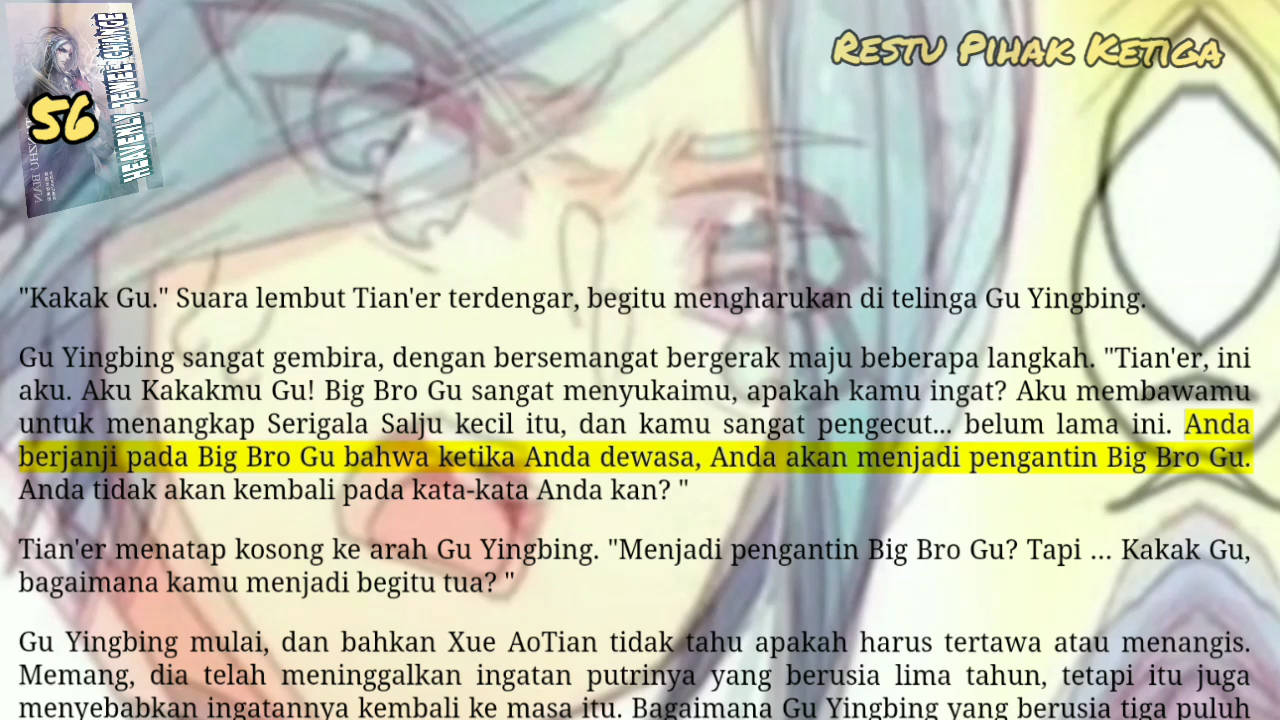 HEAVENLY JEWEL CHANGE
56
Restu Pihak Ketiga
"Kakak Gu." Suara lembut Tian'er terdengar, begitu mengharukan di telinga Gu Yingbing.
Gu Yingbing sangat gembira, dengan bersemangat bergerak maju beberapa langkah. "Tian'er, ini
aku. Aku Kakakmu Gu! Big Bro Gu sangat menyukaimu, apakah kamu ingat? Aku membawamu
untuk menangkap Serigala Salju kecil itu, dan kamu sangat pengecut... belum lama ini. Anda
berjanji pada Big Bro Gu bahwa ketika Anda dewasa, Anda akan menjadi pengantin Big Bro Gu.
Anda tidak akan kembali pada kata-kata Anda kan? "
Tian'er menatap kosong ke arah Gu Yingbing. "Menjadi pengantin Big Bro Gu? Tapi ... Kakak Gu,
bagaimana kamu menjadi begitu tua? "
Gu Yingbing mulai, dan bahkan Xue AoTian tidak tahu apakah harus tertawa atau menangis.
Memang, dia telah meninggalkan ingatan putrinya yang berusia lima tahun, tetapi itu juga
menyebabkan ingatannya kembali ke masa itu. Bagaimana Gu Yingbing yang berusia tiga puluh